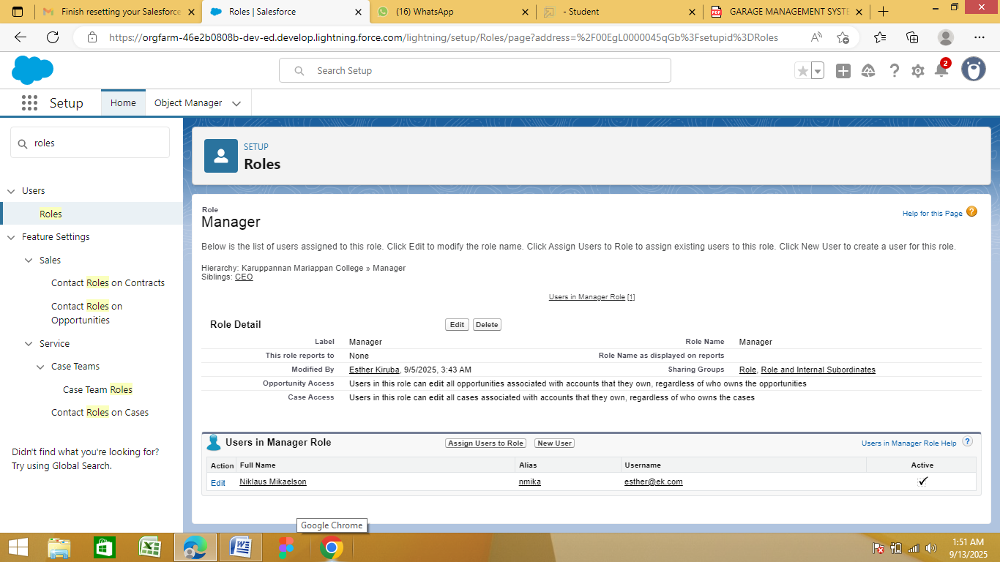 Finish resetting your Salesforce
Roles | Salesforce
(16) WhatsApp
- Student
GARAGE MANAGEMENT SYSTE
https://orgfarm-46e2b0808b-dev-ed.develop.lightning.force.com/lightning/setup/Roles/page?address=%2F00EgL0000045qGb%3Fsetupid%3DRoles
Search Setup
2
Setup
Home
Object Manager
roles
Users
Roles
Feature Settings
Sales
Contact Roles on Contracts
Contact Roles on
Opportunities
Service
Case Teams
Case Team Roles
Contact Roles on Cases
Didn't find what you're looking for?
Try using Global Search.
SETUP
Roles
Role
Manager
Help for this Page ?
Below is the list of users assigned to this role. Click Edit to modify the role name. Click Assign Users to Role to assign existing users to this role. Click New User to create a user for this role.
Hierarchy: Karuppannan Mariappan College » Manager
Siblings: CEO
Users in Manager Role [1]
Role Detail Edit Delete
Label Manager Role Name Manager
This role reports to None Role Name as displayed on reports
Modified By Esther Kiruba, 9/5/2025, 3:43 AM Sharing Groups Role, Role and Internal Subordinates
Opportunity Access Users in this role can edit all opportunities associated with accounts that they own, regardless of who owns the opportunities
Case Access Users in this role can edit all cases associated with accounts that they own, regardless of who owns the cases
Users in Manager Role Assign Users to Role New User Users in Manager Role Help ?
Action Full Name Alias Username Active
Edit Niklaus Mikaelson nmika esther@ek.com
Google Chrome
1:51 AM
9/13/2025